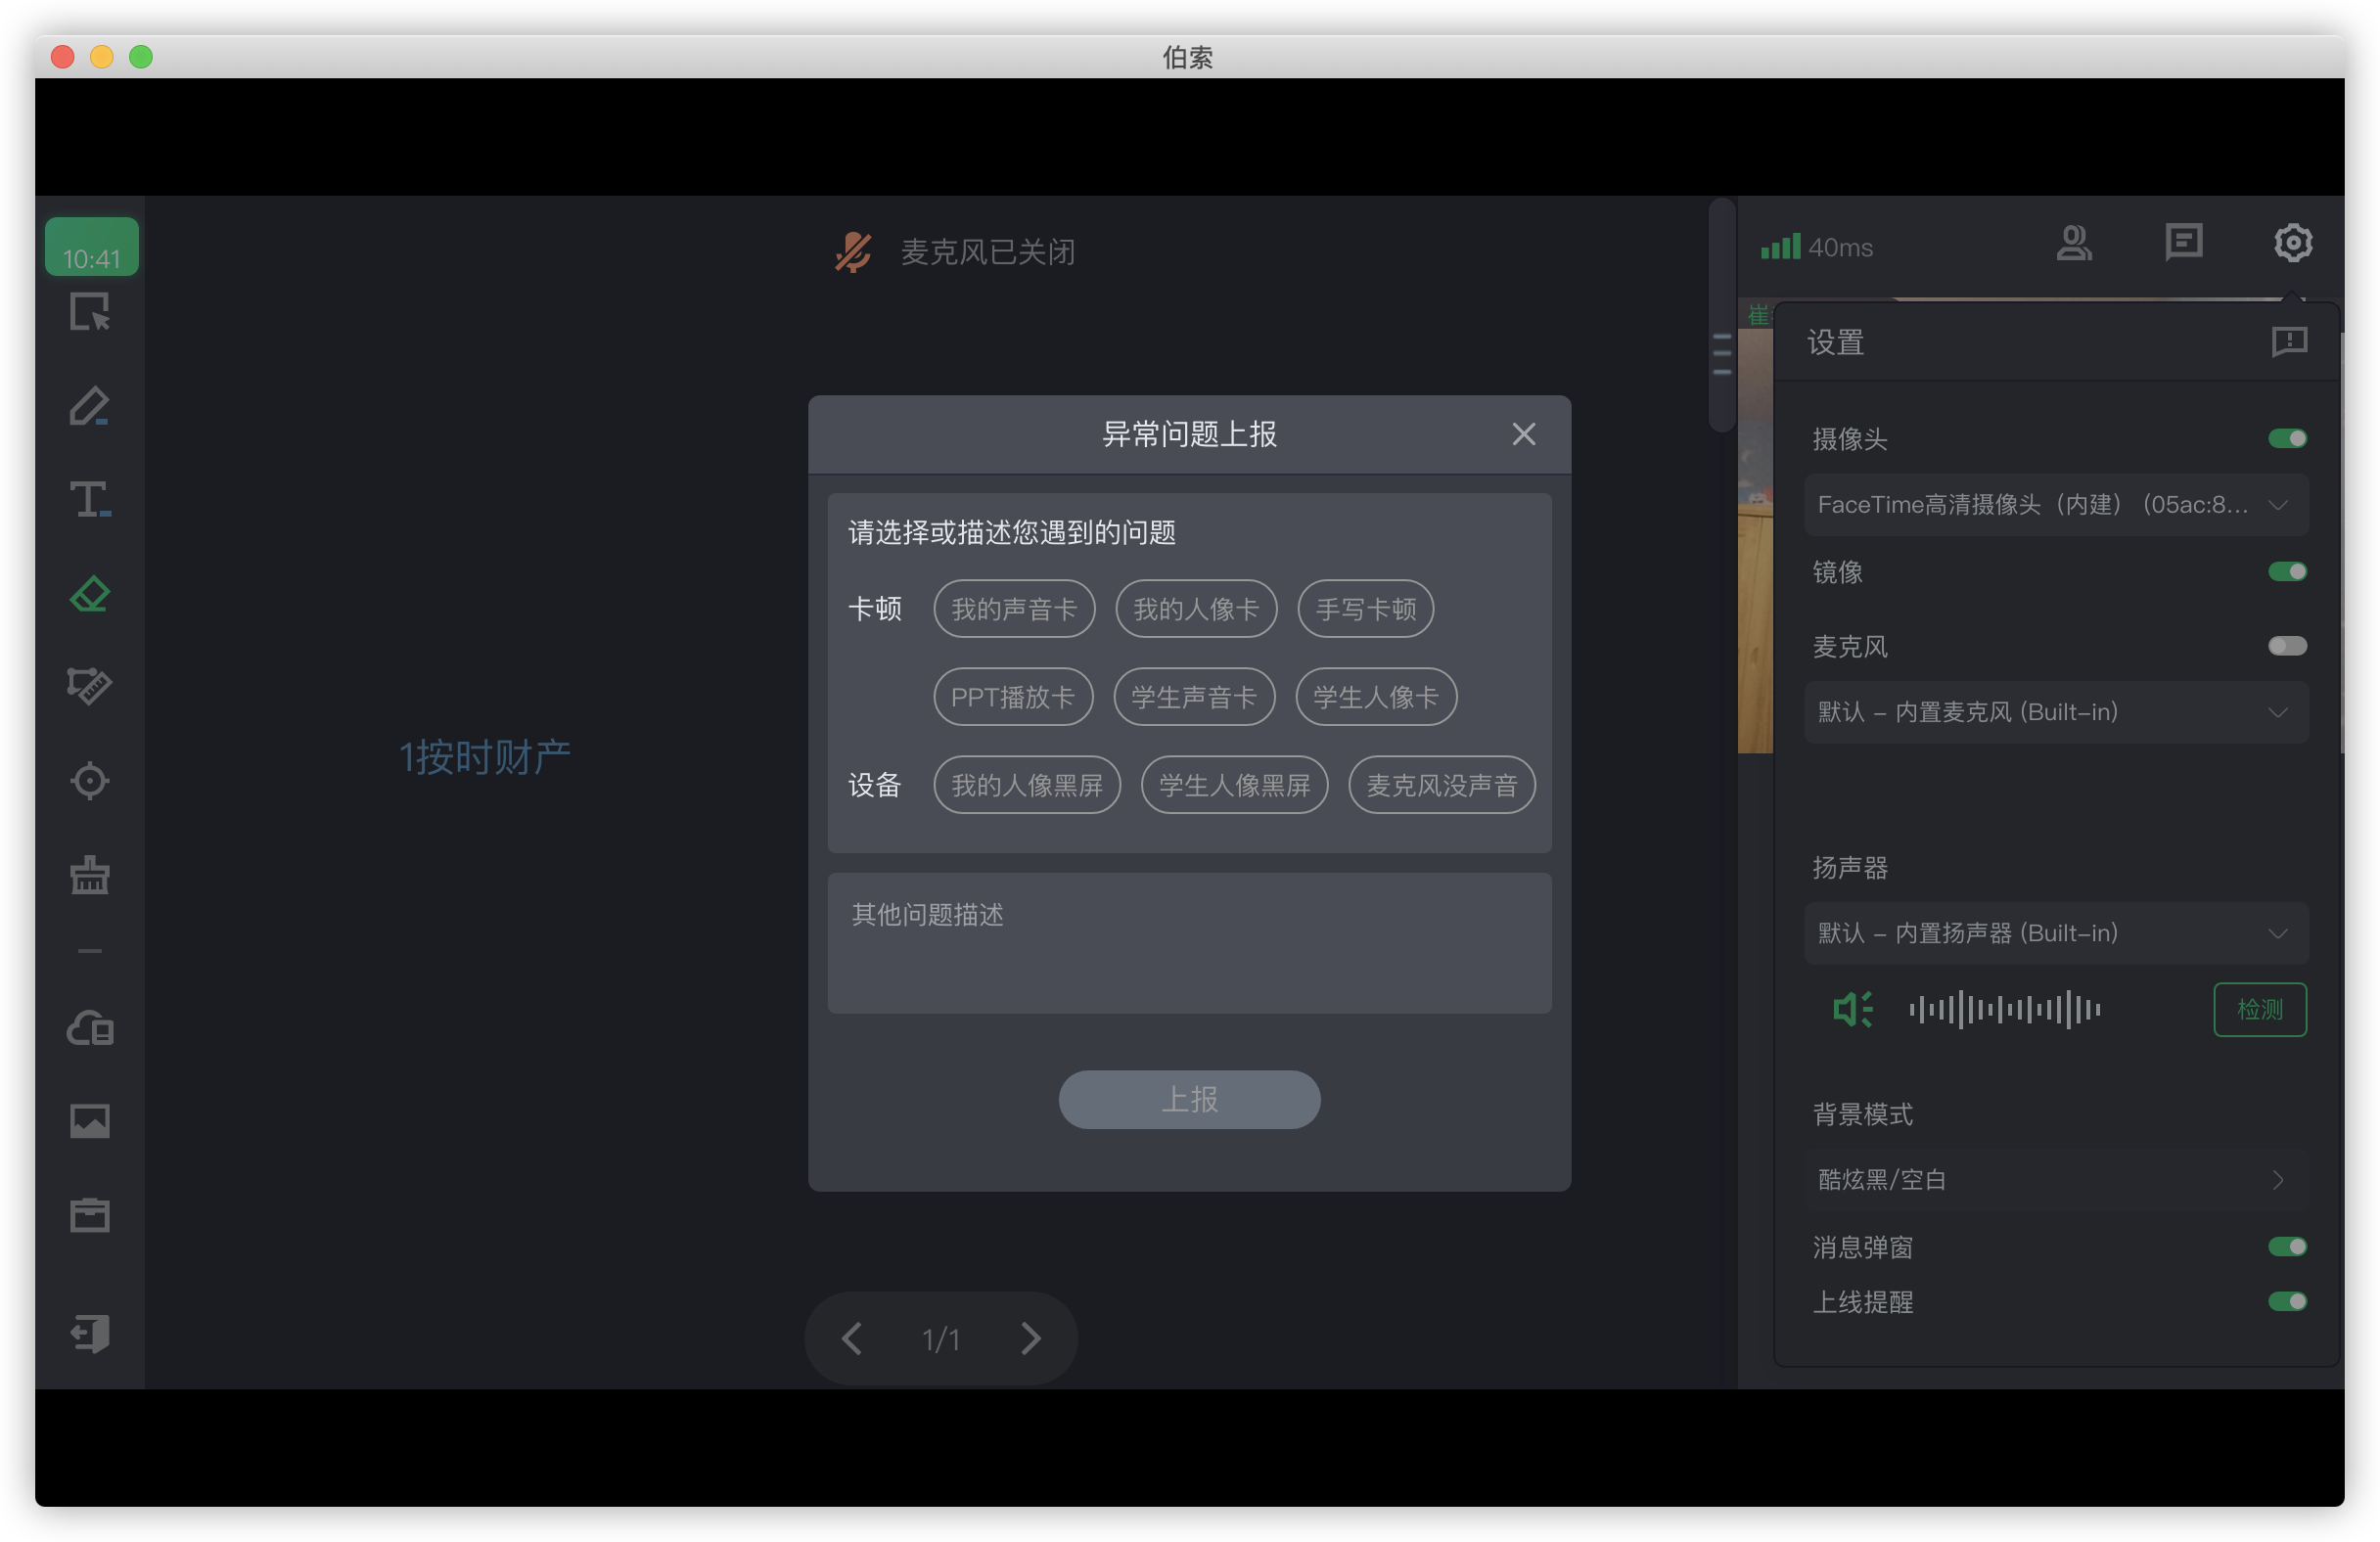 伯索
10:41
麦克风已关闭
40ms
崔
设置
摄像头
FaceTime高清摄像头（内建） (05ac:8...
镜像
麦克风
默认 – 内置麦克风 (Built-in)
扬声器
默认 – 内置扬声器 (Built-in)
检测
背景模式
酷炫黑/空白
消息弹窗
上线提醒
1按时财产
异常问题上报
请选择或描述您遇到的问题
卡顿 我的声音卡 我的人像卡 手写卡顿
PPT播放卡 学生声音卡 学生人像卡
设备 我的人像黑屏 学生人像黑屏 麦克风没声音
其他问题描述
上报
1/1